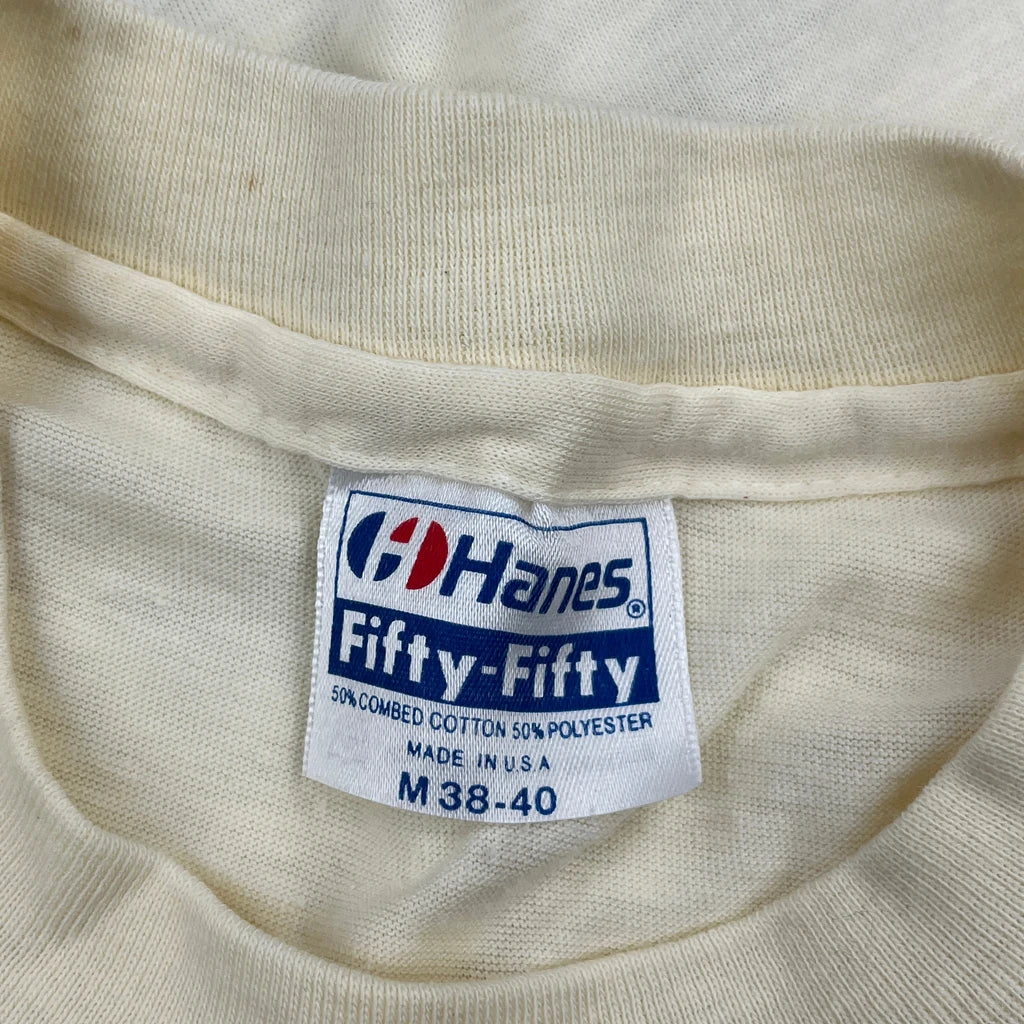 Hanes®
Fifty-Fifty
50% COMBED COTTON 50% POLYESTER
MADE IN U.S.A
M 38-40